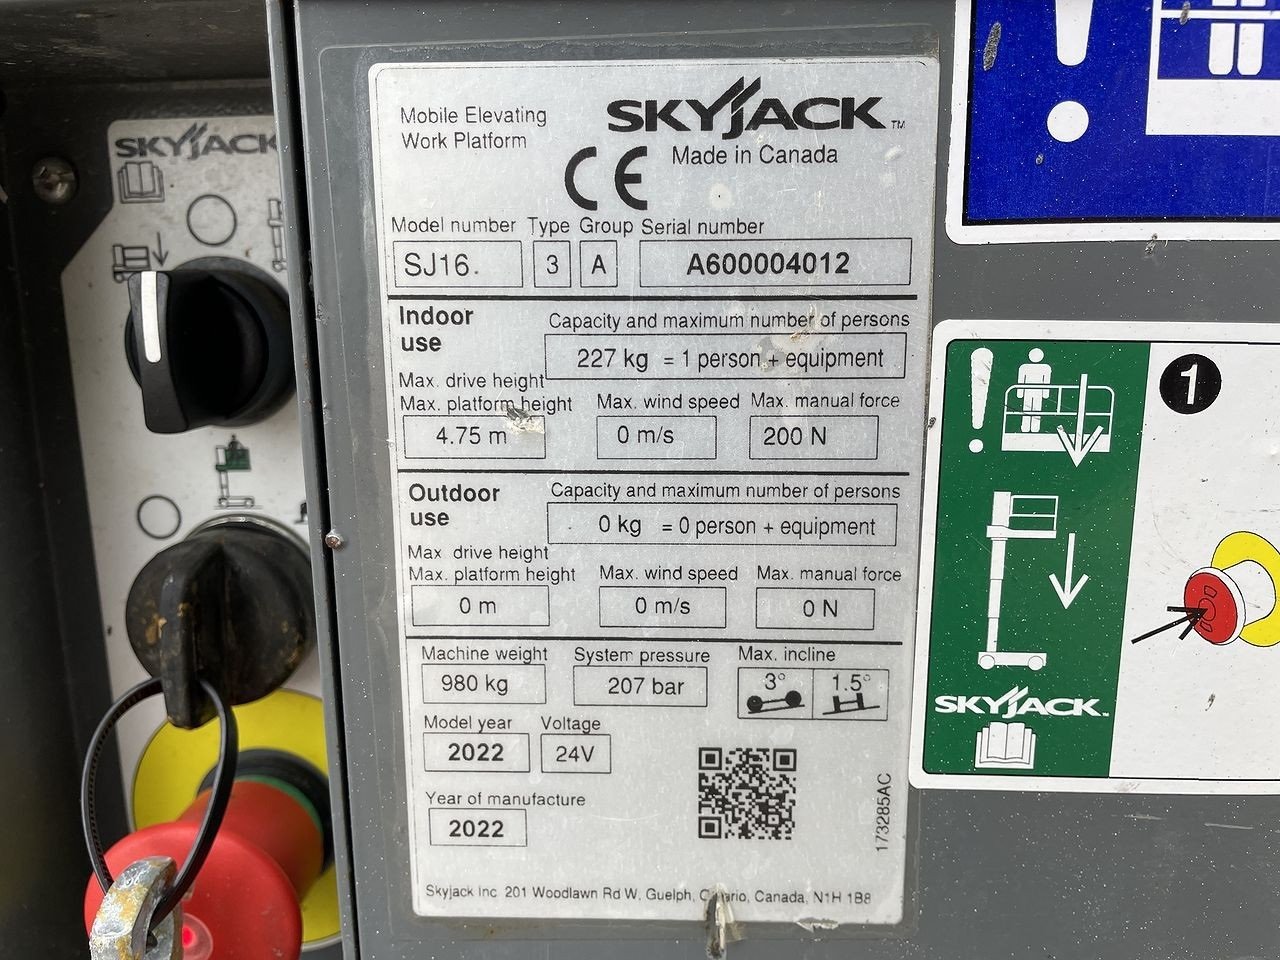 SKYJACK
Mobile Elevating
Work Platform
SKYJACK™
CE
Made in Canada
Model number Type Group Serial number
SJ16. 3 A A600004012
Indoor
use
Capacity and maximum number of persons
227 kg = 1 person + equipment
Max. drive height
Max. platform height Max. wind speed Max. manual force
4.75 m 0 m/s 200 N
Outdoor
use
Capacity and maximum number of persons
0 kg = 0 person + equipment
Max drive height
Max. platform height Max. wind speed Max. manual force
0 m 0 m/s 0 N
Machine weight System pressure Max. incline
980 kg 207 bar 3° 1.5°
Model year Voltage
2022 24V
Year of manufacture
2022
173285AC
Skyjack Inc 201 Woodlawn Rd W, Guelph, Ontario, Canada, N1H 1B8
!
1
!
SKYJACK™